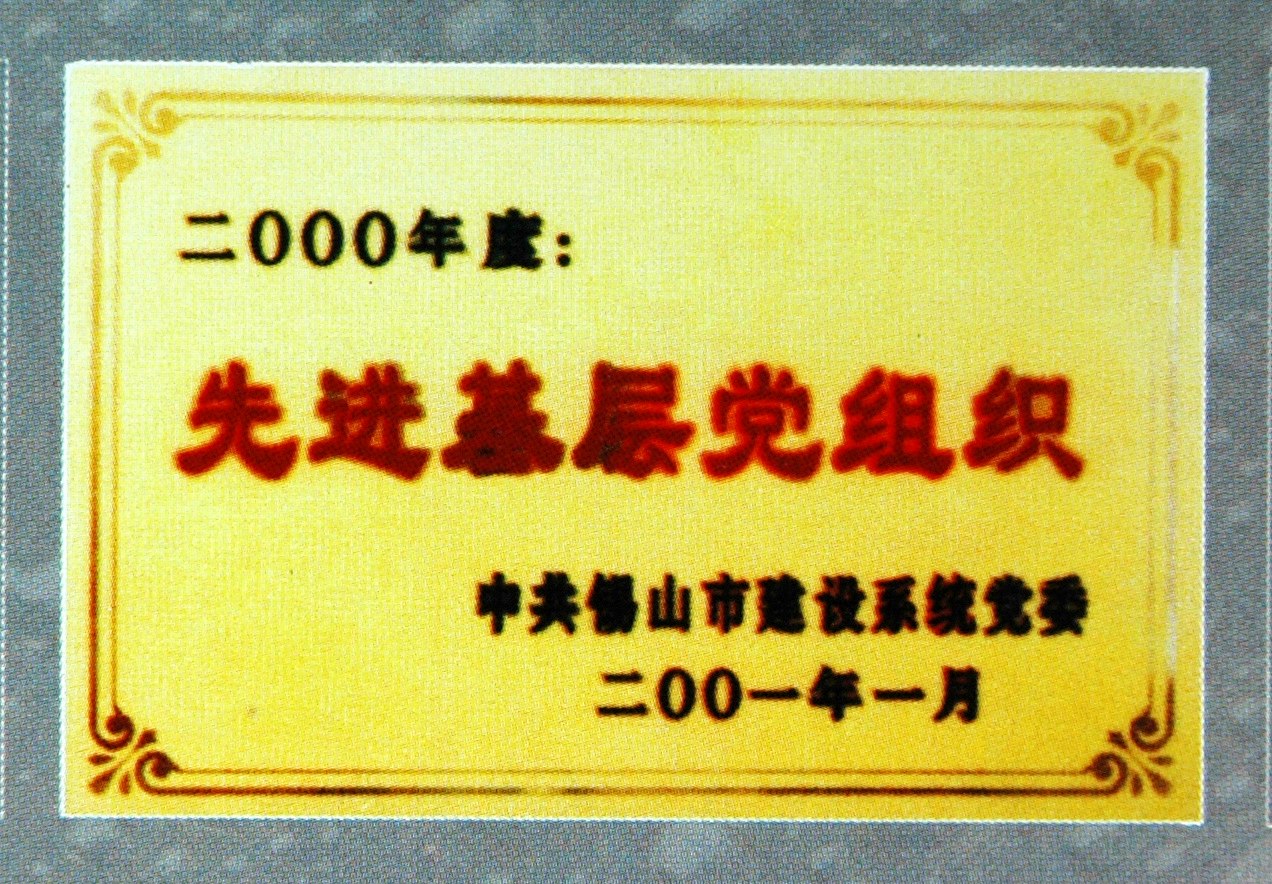 二000年度:
先进基层党组织
中共锡山市建设系统党委
二00一年一月